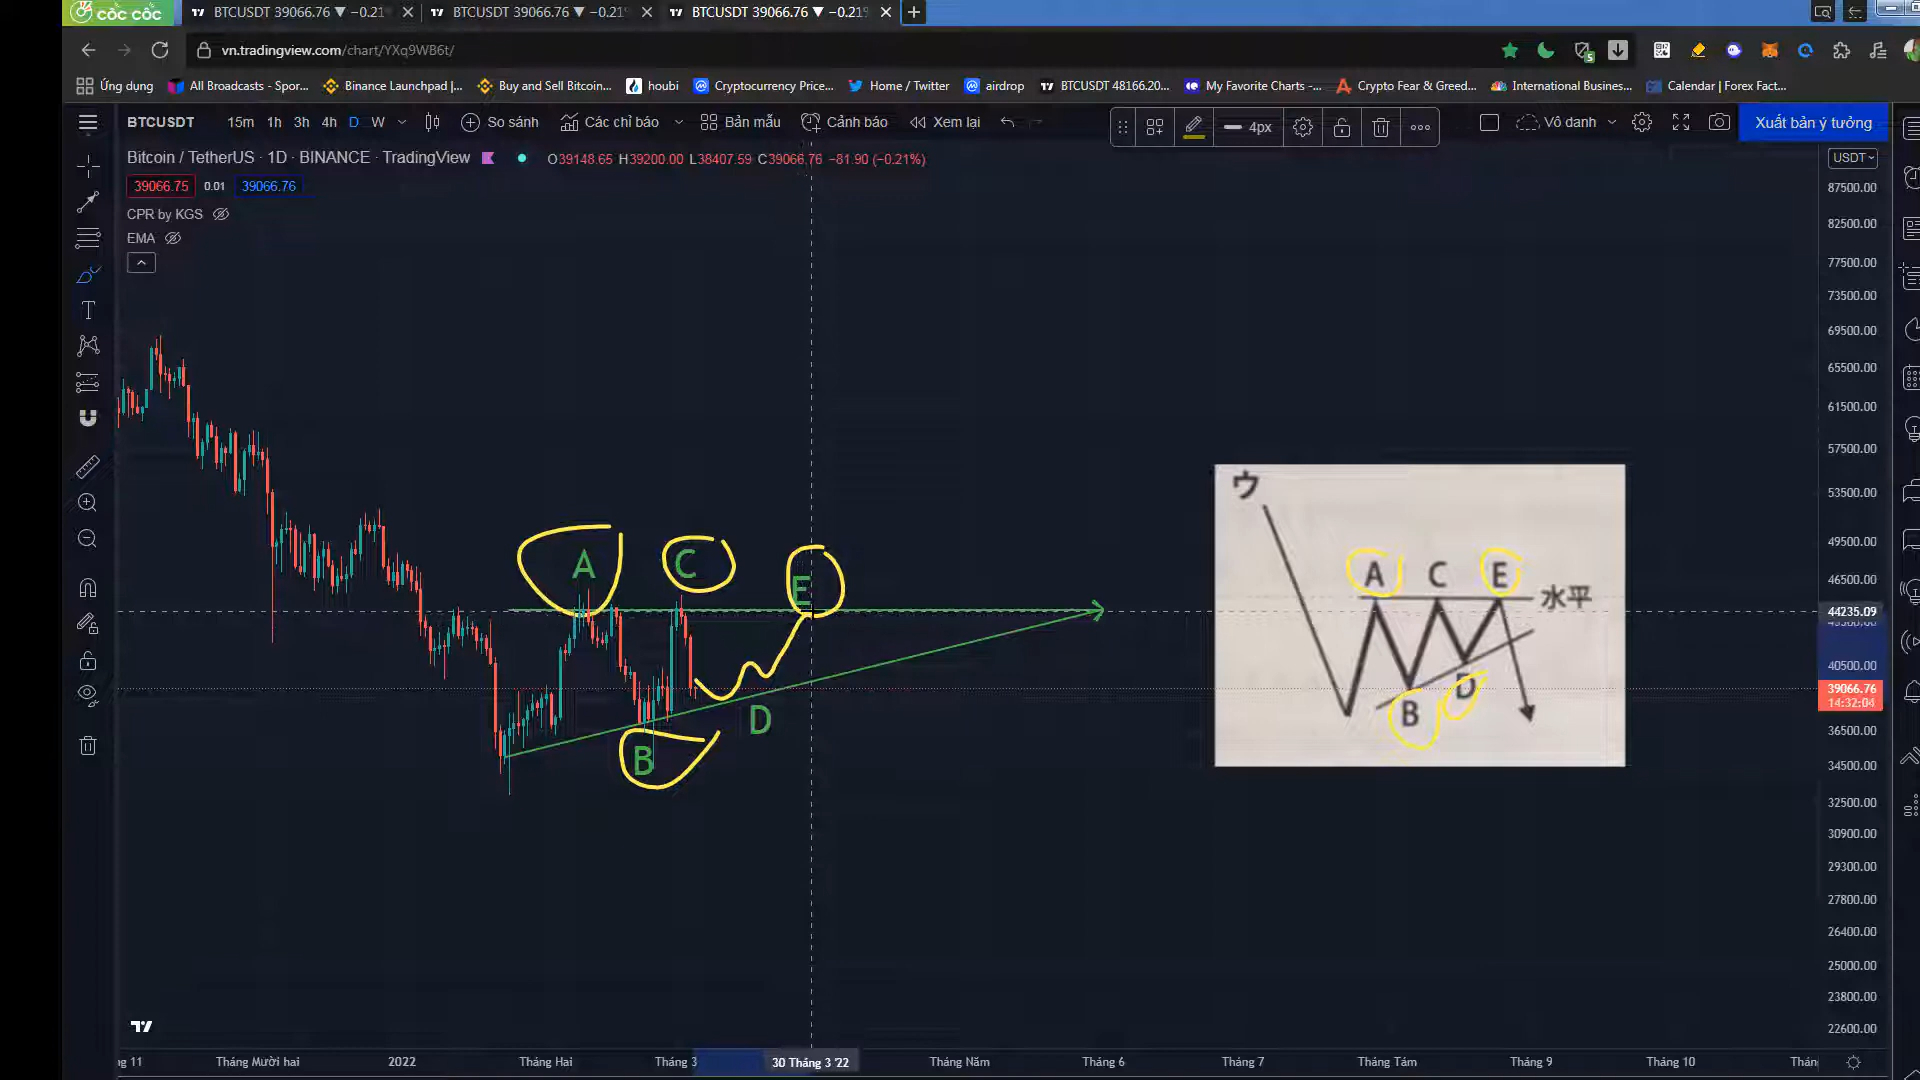 cốc cốc
BTCUSDT 39066.76 ▼ −0.21%
BTCUSDT 39066.76 ▼ −0.21%
BTCUSDT 39066.76 ▼ −0.21%
vn.tradingview.com/chart/YXq9WB6t/
Ứng dụng
All Broadcasts - Spor...
Binance Launchpad |...
Buy and Sell Bitcoin...
houbi
Cryptocurrency Price...
Home / Twitter
airdrop
BTCUSDT 48166.20...
My Favorite Charts -...
Crypto Fear & Greed...
International Business...
Calendar | Forex Fact...
BTCUSDT 15m 1h 3h 4h D W So sánh Các chỉ báo Bản mẫu Cảnh báo Xem lại
4px
Vô danh
Xuất bản ý tưởng
Bitcoin / TetherUS · 1D · BINANCE · TradingView
O39148.65 H39200.00 L38407.59 C39066.76 −81.90 (−0.21%)
39066.75 0.01 39066.76
CPR by KGS
EMA
USDT
87500.00
82500.00
77500.00
73500.00
69500.00
65500.00
61500.00
57500.00
53500.00
49500.00
46500.00
44235.09
40500.00
39066.76
14:32:04
36500.00
34500.00
32500.00
30900.00
29300.00
27800.00
26400.00
25000.00
23800.00
22600.00
A C E
B D
ウ
A C E
水平
B D
11 Tháng Mười hai 2022 Tháng Hai Tháng 3 30 Tháng 3 '22 Tháng Năm Tháng 6 Tháng 7 Tháng Tám Tháng 9 Tháng 10